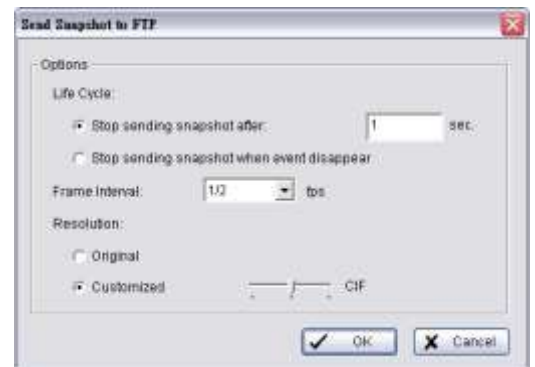 Send Snapshot to FTP
Options
Life Cycle:
Stop sending snapshot after: 1 sec.
Stop sending snapshot when event disappear
Frame Interval: 1/2 fps
Resolution:
Original
Customized CIF
OK Cancel